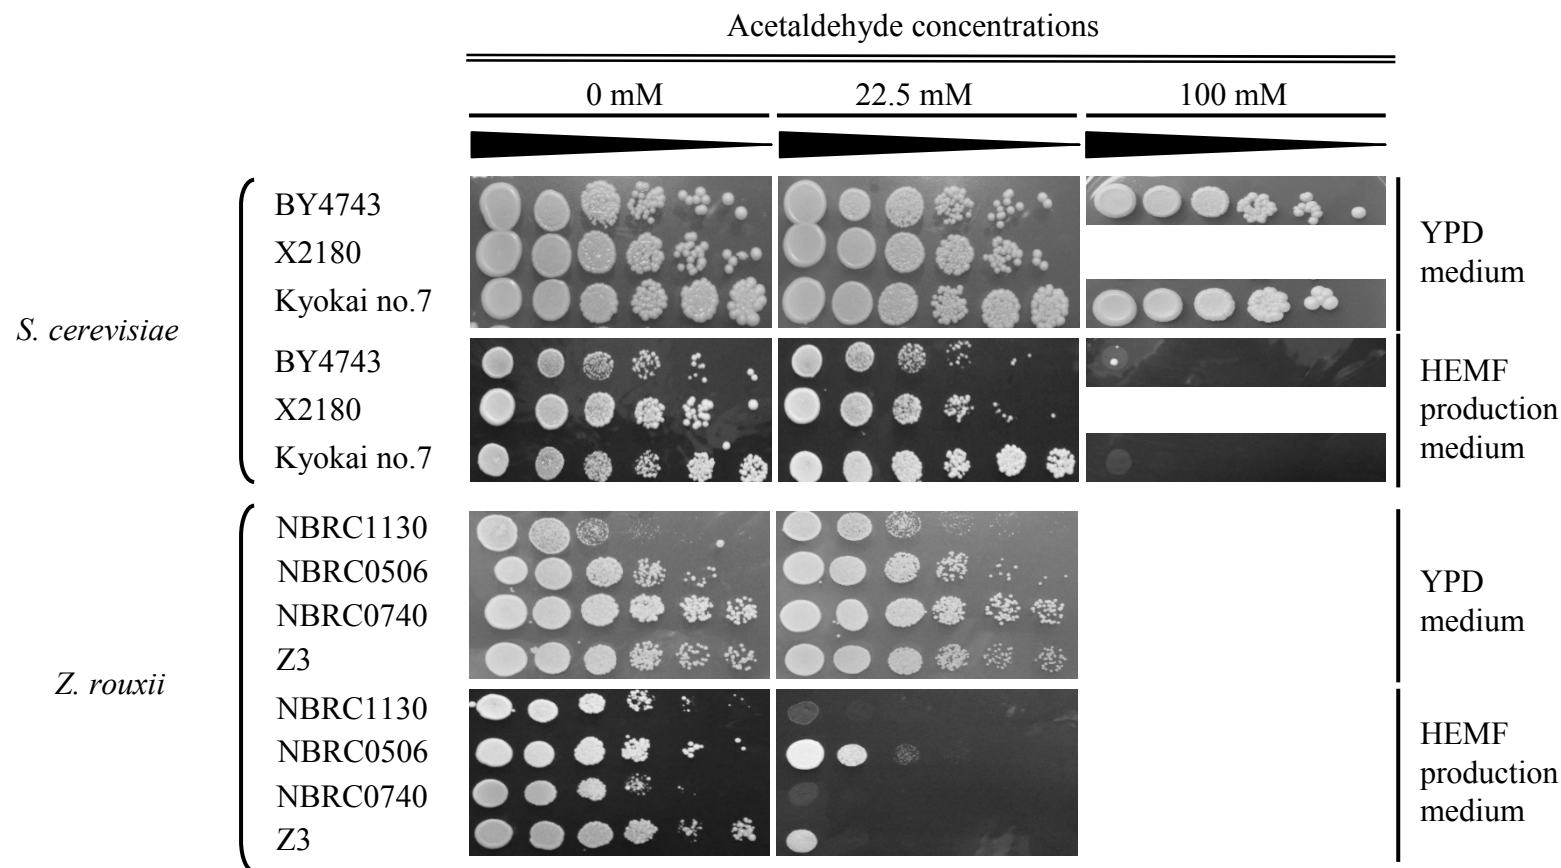 Acetaldehyde concentrations
0 mM
22.5 mM
100 mM
S. cerevisiae
BY4743
X2180
Kyokai no.7
YPD
medium
BY4743
X2180
Kyokai no.7
HEMF
production
medium
Z. rouxii
NBRC1130
NBRC0506
NBRC0740
Z3
YPD
medium
NBRC1130
NBRC0506
NBRC0740
Z3
HEMF
production
medium